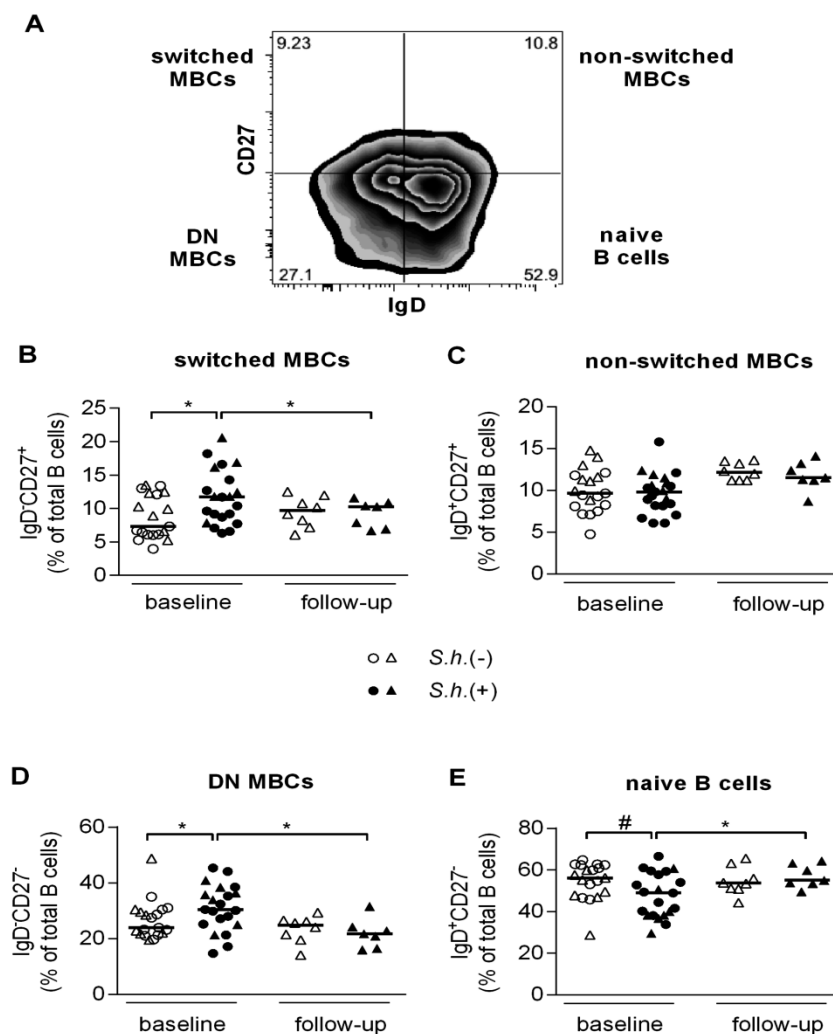 A
switched MBCs
9.23
10.8
non-switched MBCs
CD27
DN MBCs
27.1
52.9
naive B cells
IgD
B
switched MBCs
IgD-CD27+
(% of total B cells)
25
20
15
10
5
0
*
*
baseline
follow-up
C
non-switched MBCs
IgD+CD27+
(% of total B cells)
20
15
10
5
0
baseline
follow-up
S.h.(-)
S.h.(+)
D
DN MBCs
IgD-CD27-
(% of total B cells)
60
40
20
0
*
*
baseline
follow-up
E
naive B cells
IgD+CD27-
(% of total B cells)
80
60
40
20
0
#
*
baseline
follow-up